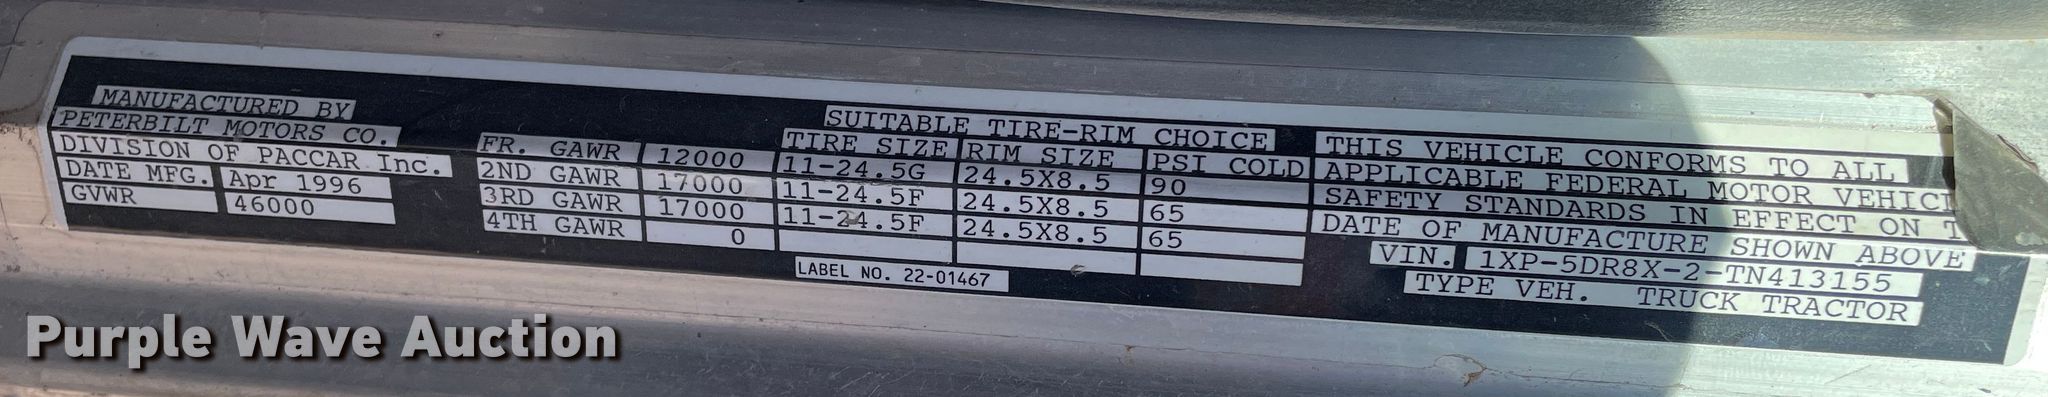 MANUFACTURED BY
PETERBILT MOTORS CO.
DIVISION OF PACCAR Inc.
DATE MFG. Apr 1996
GVWR 46000
SUITABLE TIRE-RIM CHOICE
TIRE SIZE RIM SIZE PSI COLD
FR. GAWR 12000 11-24.5G 24.5X8.5 90
2ND GAWR 17000 11-24.5F 24.5X8.5 65
3RD GAWR 17000 11-24.5F 24.5X8.5 65
4TH GAWR 0
LABEL NO. 22-01467
THIS VEHICLE CONFORMS TO ALL
APPLICABLE FEDERAL MOTOR
SAFETY STANDARDS IN EFFECT ON
DATE OF MANUFACTURE SHOWN ABOVE
VIN. 1XP-5DR8X-2-TN413155
TYPE VEH. TRUCK TRACTOR
Purple Wave Auction